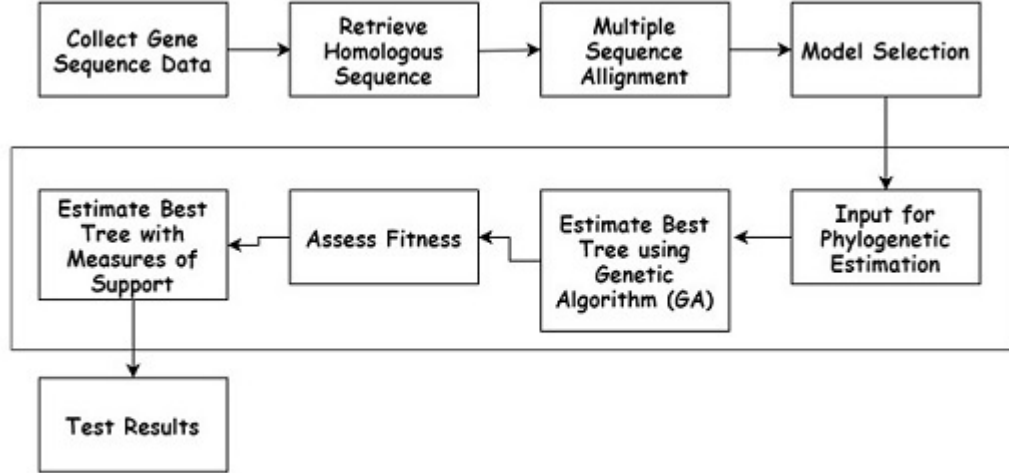 Collect Gene
Sequence Data
Retrieve
Homologous
Sequence
Multiple
Sequence
Allignment
Model Selection
Input for
Phylogenetic
Estimation
Estimate Best
Tree using
Genetic
Algorithm (GA)
Assess Fitness
Estimate Best
Tree with
Measures of
Support
Test Results